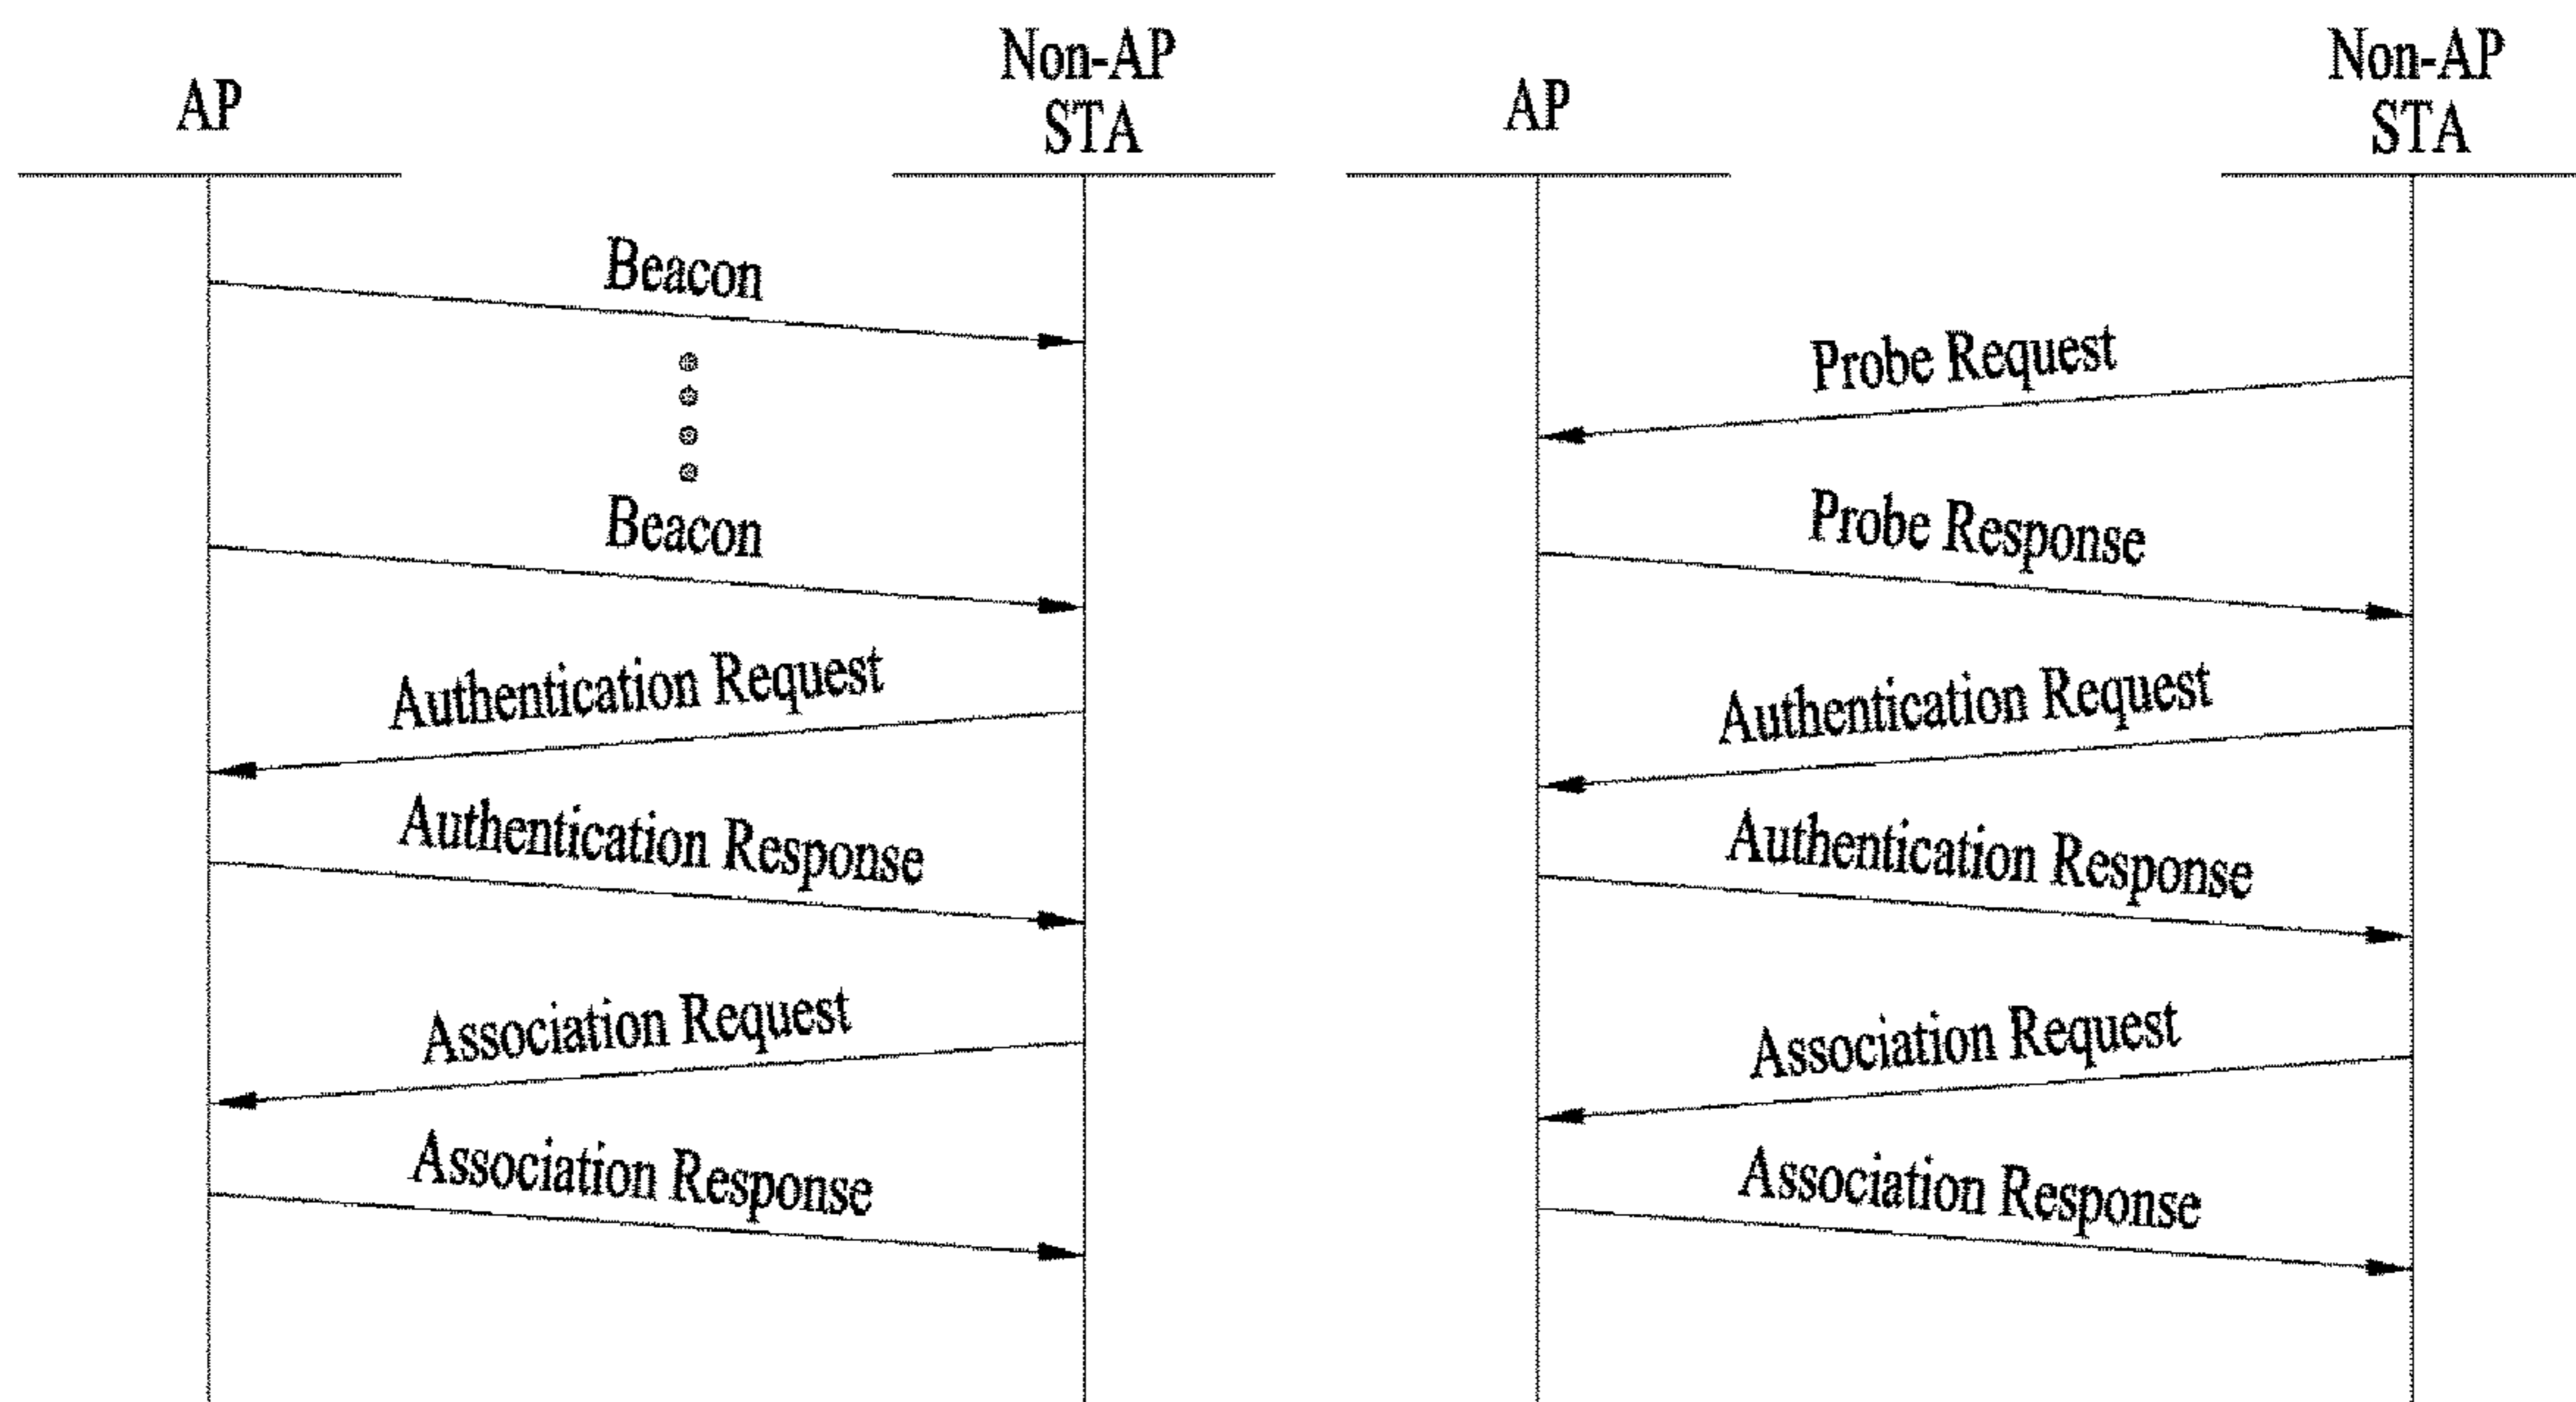 AP
Non-AP
STA
Beacon
Beacon
Authentication Request
Authentication Response
Association Request
Association Response
AP
Non-AP
STA
Probe Request
Probe Response
Authentication Request
Authentication Response
Association Request
Association Response